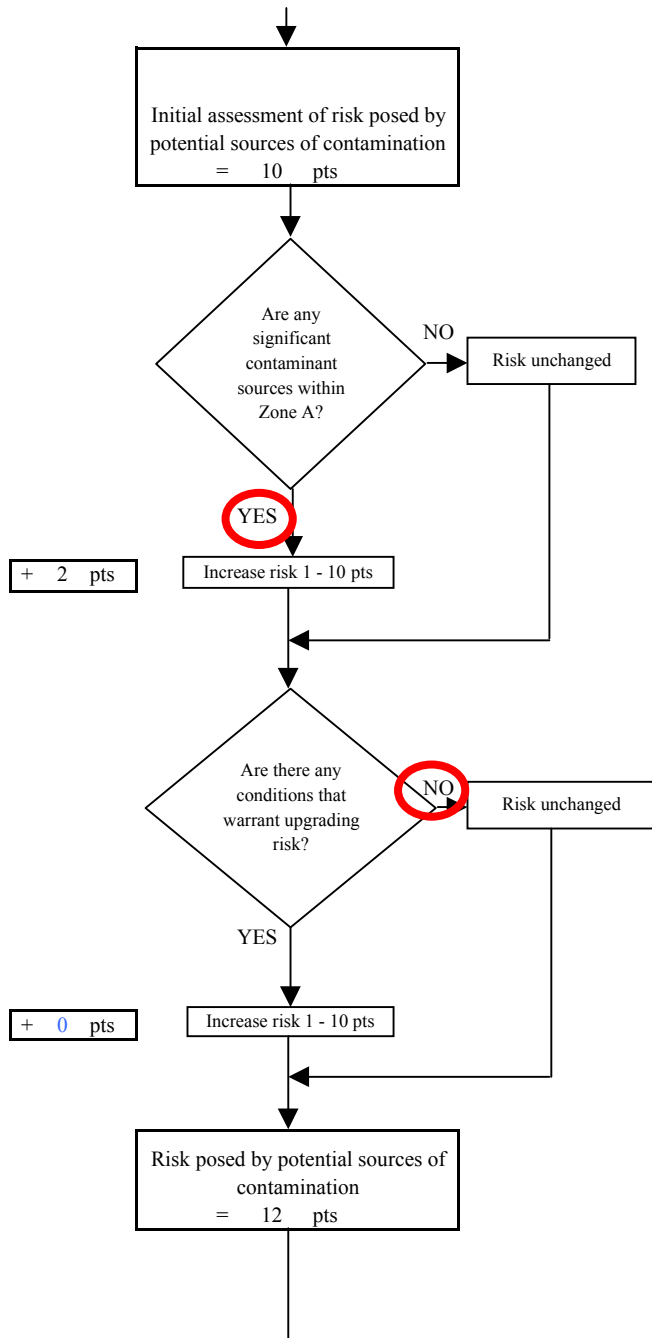 Initial assessment of risk posed by
potential sources of contamination
= 10 pts
Are any
significant
contaminant
sources within
Zone A?
NO
Risk unchanged
YES
+ 2 pts
Increase risk 1 - 10 pts
Are there any
conditions that
warrant upgrading
risk?
NO
Risk unchanged
YES
+ 0 pts
Increase risk 1 - 10 pts
Risk posed by potential sources of
contamination
= 12 pts